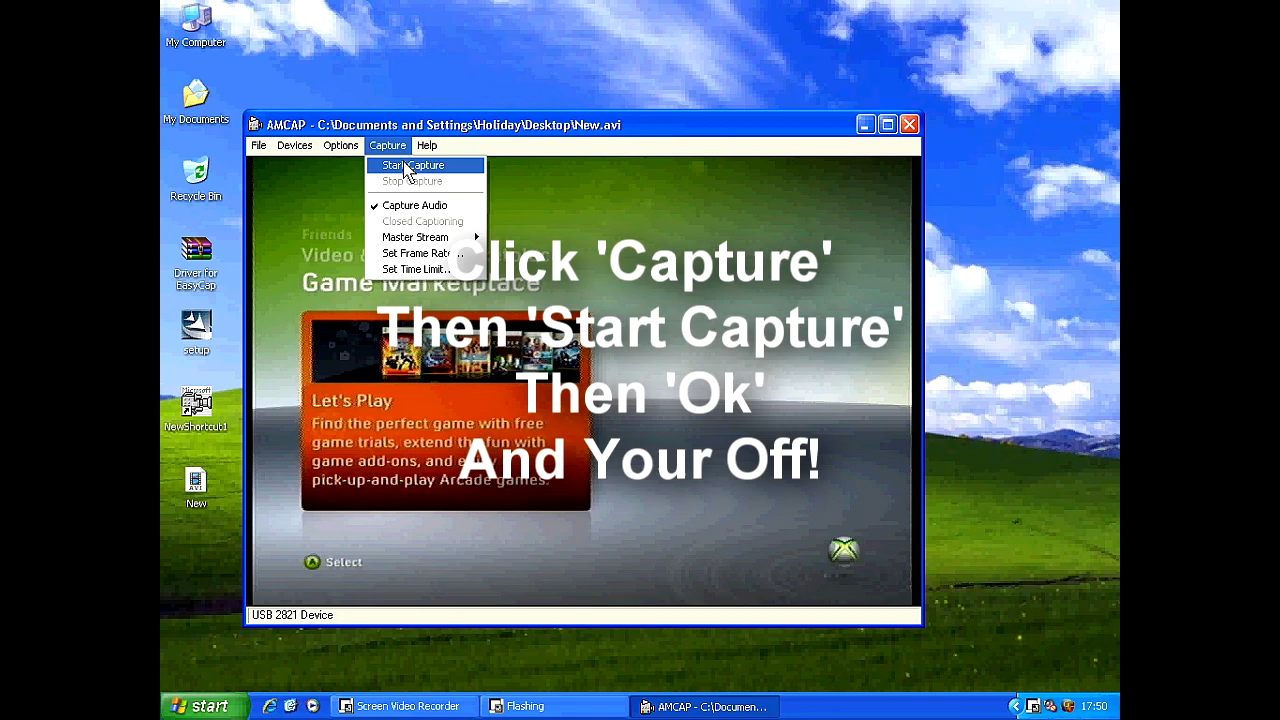 My Computer
My Documents
Recycle Bin
Driver for
EasyCap
setup
Microsoft
NewShortcut1
AVI
New
AMCAP - C:\Documents and Settings\Holiday\Desktop\New.avi
File Devices Options Capture Help
Start Capture
Stop Capture
Capture Audio
Closed Captioning
Master Stream
Set Frame Rate...
Set Time Limit...
Friends
Video &
Game Marketplace
Let's Play
Find the perfect game with free
game trials, extend the fun with
game add-ons, and
pick-up-and-play Arcade games.
Select
Click 'Capture'
Then 'Start Capture'
Then 'Ok'
And Your Off!
USB 2821 Device
start
Screen Video Recorder
Flashing
AMCAP - C:\Documen...
17:50